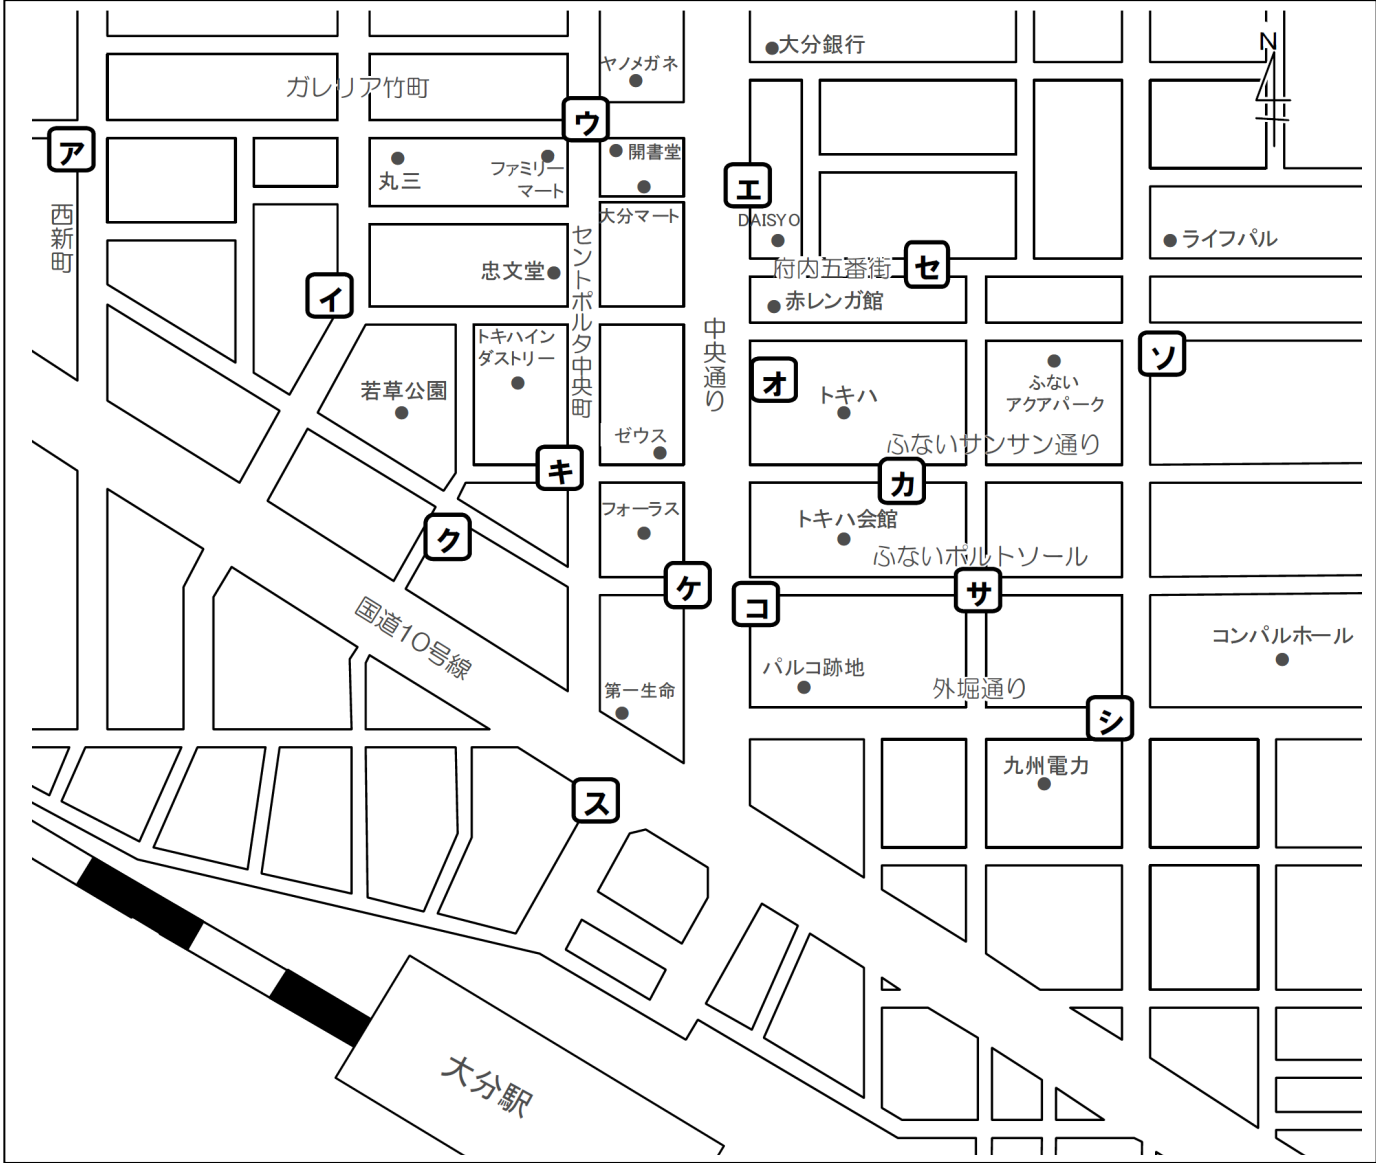 大分銀行
N
ヤノメガネ
ガレリア竹町
ウ
ア
開書堂
丸三
ファミリー
マート
エ
大分マート
DAISYO
西新町
セントポルタ中央町
ライフパル
忠文堂
府内五番街
セ
イ
赤レンガ館
中央通り
トキハイン
ダストリー
ソ
オ
トキハ
ふない
アクアパーク
若草公園
ゼウス
ふないサンサン通り
キ
カ
フォーラス
トキハ会館
ク
ふないポルトソール
ケ
コ
サ
国道10号線
コンパルホール
パルコ跡地
第一生命
外堀通り
シ
九州電力
ス
大分駅